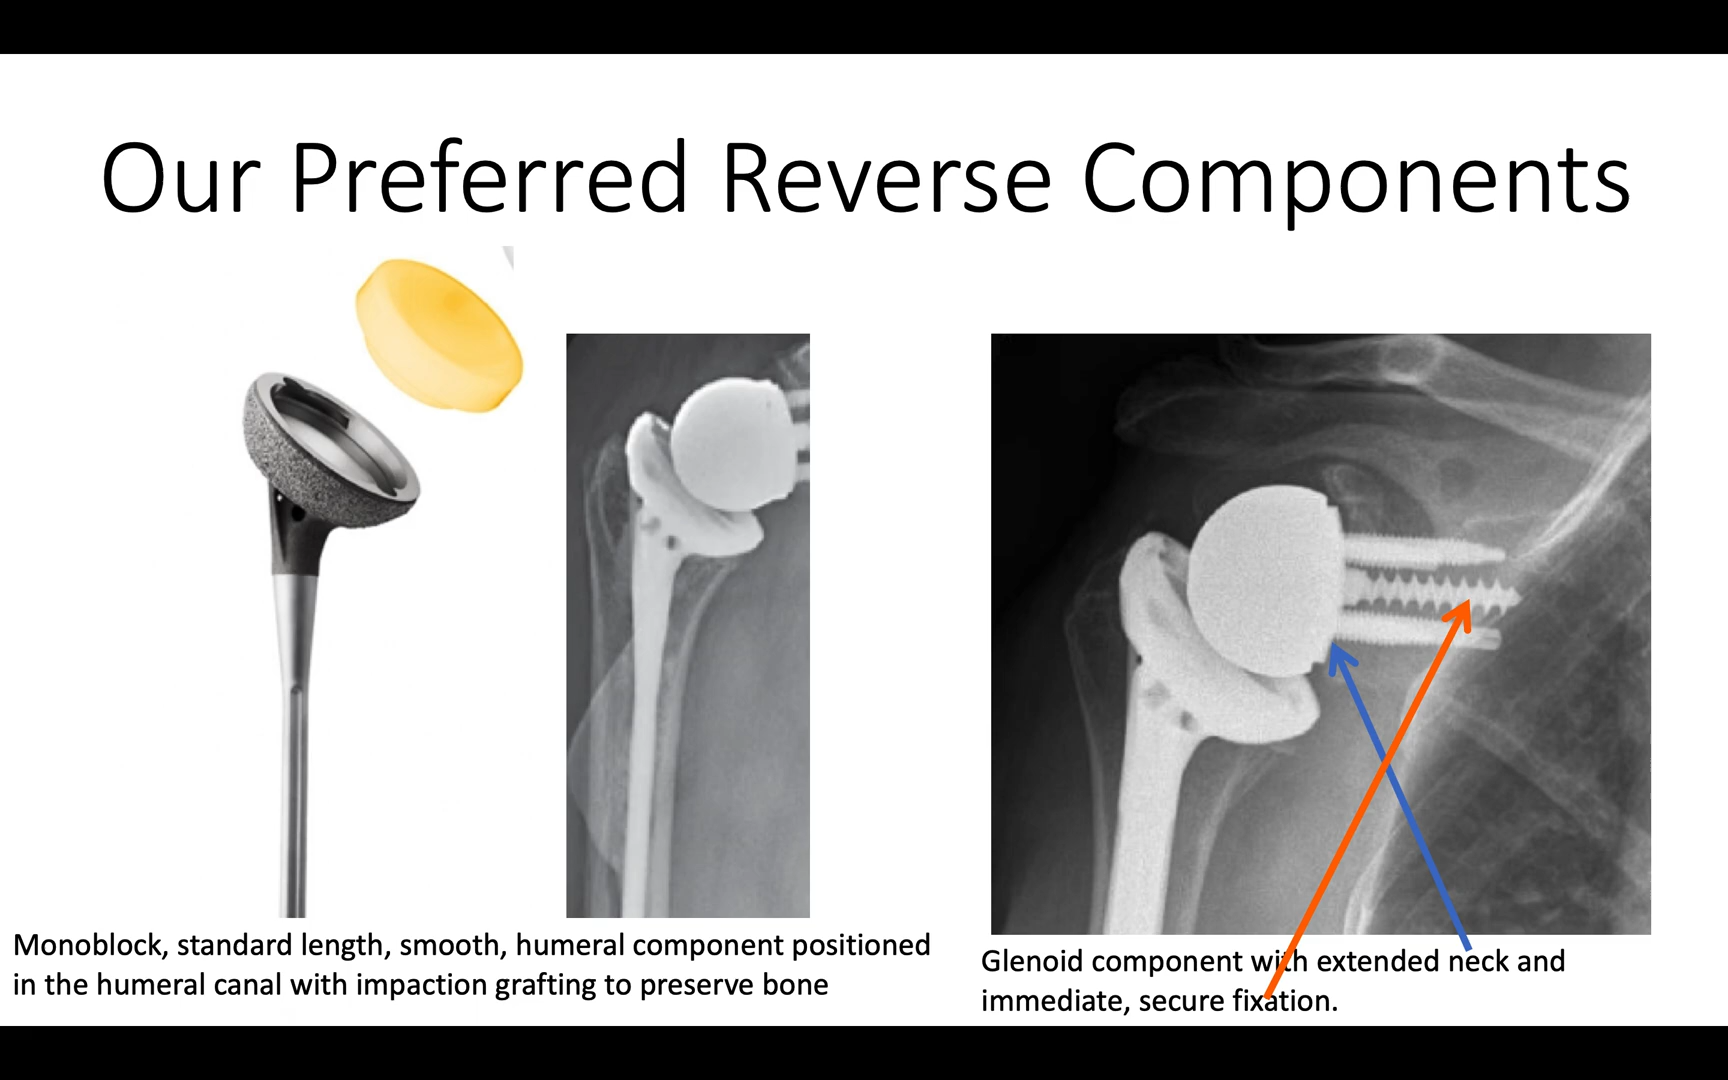 Our Preferred Reverse Components
Monoblock, standard length, smooth, humeral component positioned
in the humeral canal with impaction grafting to preserve bone
Glenoid component with extended neck and
immediate, secure fixation.